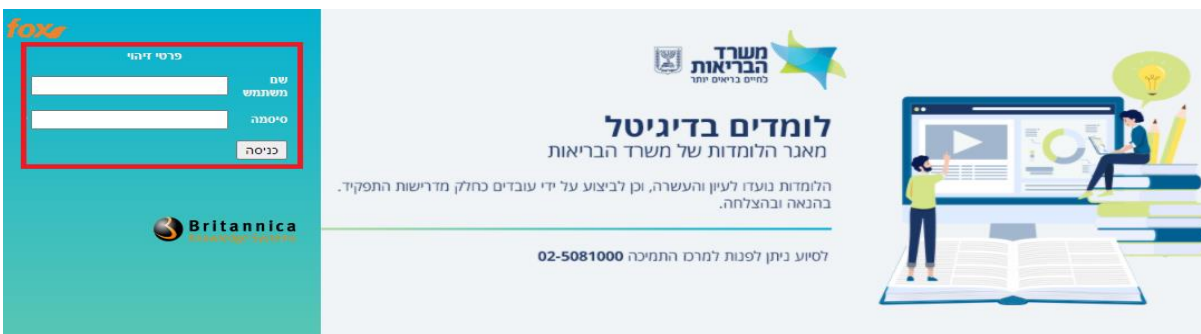 fox
פרטי זיהוי
שם
משתמש
סיסמה
כניסה
Britannica
Knowledge Systems
משרד
הבריאות
לחיים בריאים יותר
לומדים בדיגיטל
מאגר הלומדות של משרד הבריאות
הלומדות נועדו לעיון והעשרה, וכן לביצוע על ידי עובדים כחלק מדרישות התפקיד.
בהנאה ובהצלחה.
לסיוע ניתן לפנות למרכז התמיכה 02-5081000